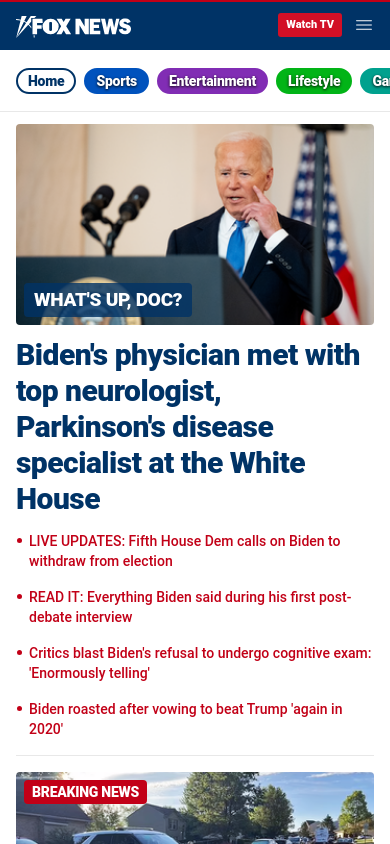 FOX NEWS
Watch TV
Home
Sports
Entertainment
Lifestyle
Ga
WHAT'S UP, DOC?
Biden's physician met with
top neurologist,
Parkinson's disease
specialist at the White
House
LIVE UPDATES: Fifth House Dem calls on Biden to
withdraw from election
READ IT: Everything Biden said during his first post-
debate interview
Critics blast Biden's refusal to undergo cognitive exam:
'Enormously telling'
Biden roasted after vowing to beat Trump 'again in
2020'
BREAKING NEWS